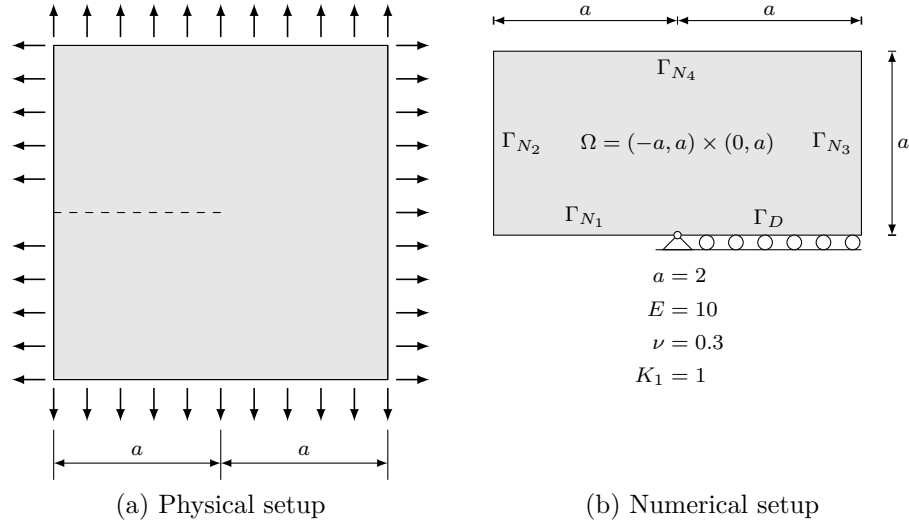 a a
Γ_{N_4}
Γ_{N_2} Ω = (−a, a) × (0, a) Γ_{N_3} a
Γ_{N_1} Γ_D
a = 2
E = 10
ν = 0.3
K_1 = 1
a a
(a) Physical setup (b) Numerical setup